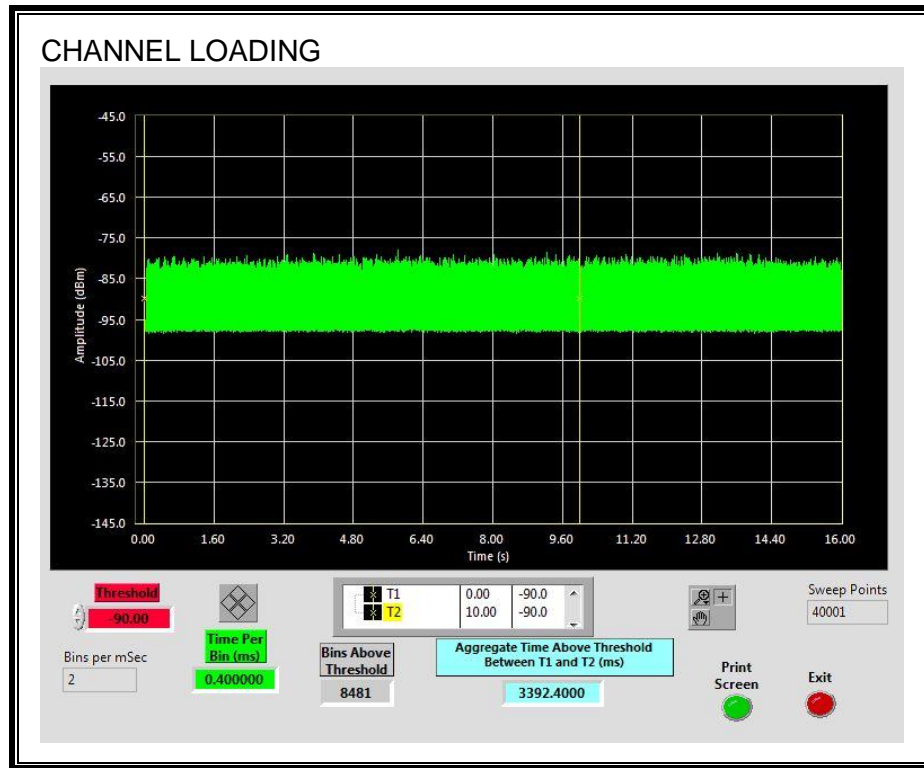 CHANNEL LOADING
-45.0
-55.0
-65.0
-75.0
-85.0
-95.0
-105.0
-115.0
-125.0
-135.0
-145.0
Amplitude (dBm)
0.00 1.60 3.20 4.80 6.40 8.00 9.60 11.20 12.80 14.40 16.00
Time (s)
Threshold
-90.00
Bins per mSec
2
Time Per
Bin (ms)
0.400000
T1 0.00 -90.0
T2 10.00 -90.0
Bins Above
Threshold
8481
Aggregate Time Above Threshold
Between T1 and T2 (ms)
3392.4000
Sweep Points
40001
Print
Screen
Exit